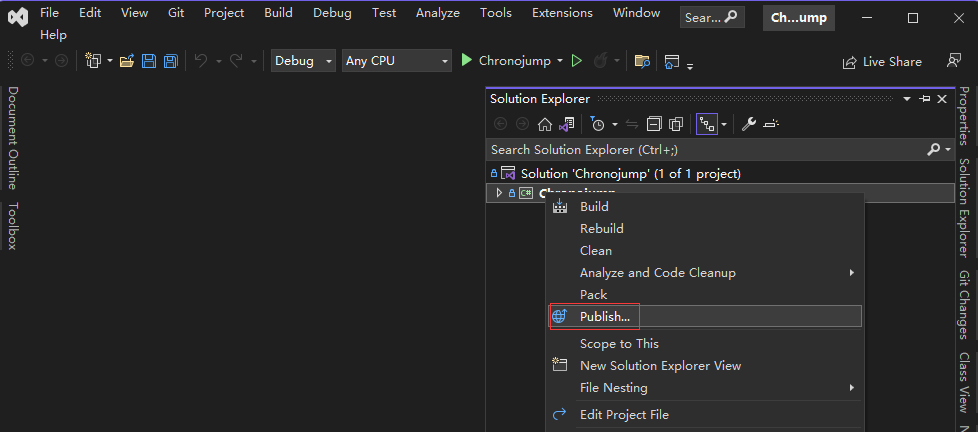 File Edit View Git Project Build Debug Test Analyze Tools Extensions Window Sear... Ch...ump
Help
Debug Any CPU Chronojump Live Share
Document Outline
Toolbox
Solution Explorer
Search Solution Explorer (Ctrl+;)
Solution 'Chronojump' (1 of 1 project)
C# Chronojump
Build
Rebuild
Clean
Analyze and Code Cleanup
Pack
Publish...
Scope to This
New Solution Explorer View
File Nesting
Edit Project File
Properties
Solution Explorer
Git Changes
Class View